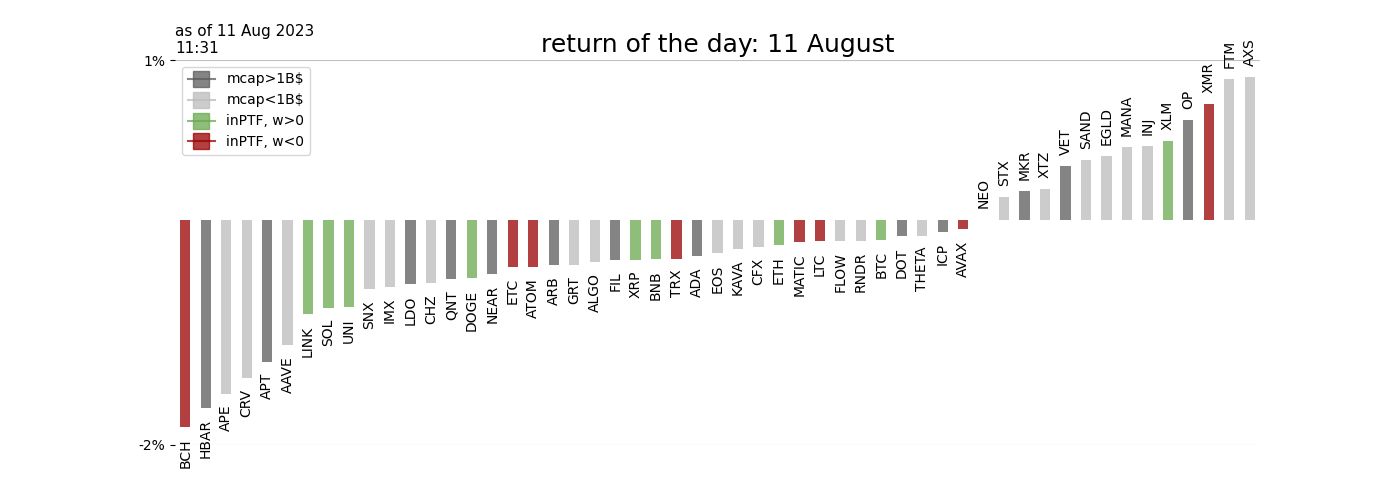 as of 11 Aug 2023
11:31
return of the day: 11 August
1%
mcap>1B$
mcap<1B$
inPTF, w>0
inPTF, w<0
-2%
BCH
HBAR
APE
CRV
APT
AAVE
LINK
SOL
UNI
SNX
IMX
LDO
CHZ
QNT
DOGE
NEAR
ETC
ATOM
ARB
GRT
ALGO
FIL
XRP
BNB
TRX
ADA
EOS
KAVA
CFX
ETH
MATIC
LTC
FLOW
RNDR
BTC
DOT
THETA
ICP
AVAX
NEO
STX
MKR
XTZ
VET
SAND
EGLD
MANA
INJ
XLM
OP
XMR
FTM
AXS